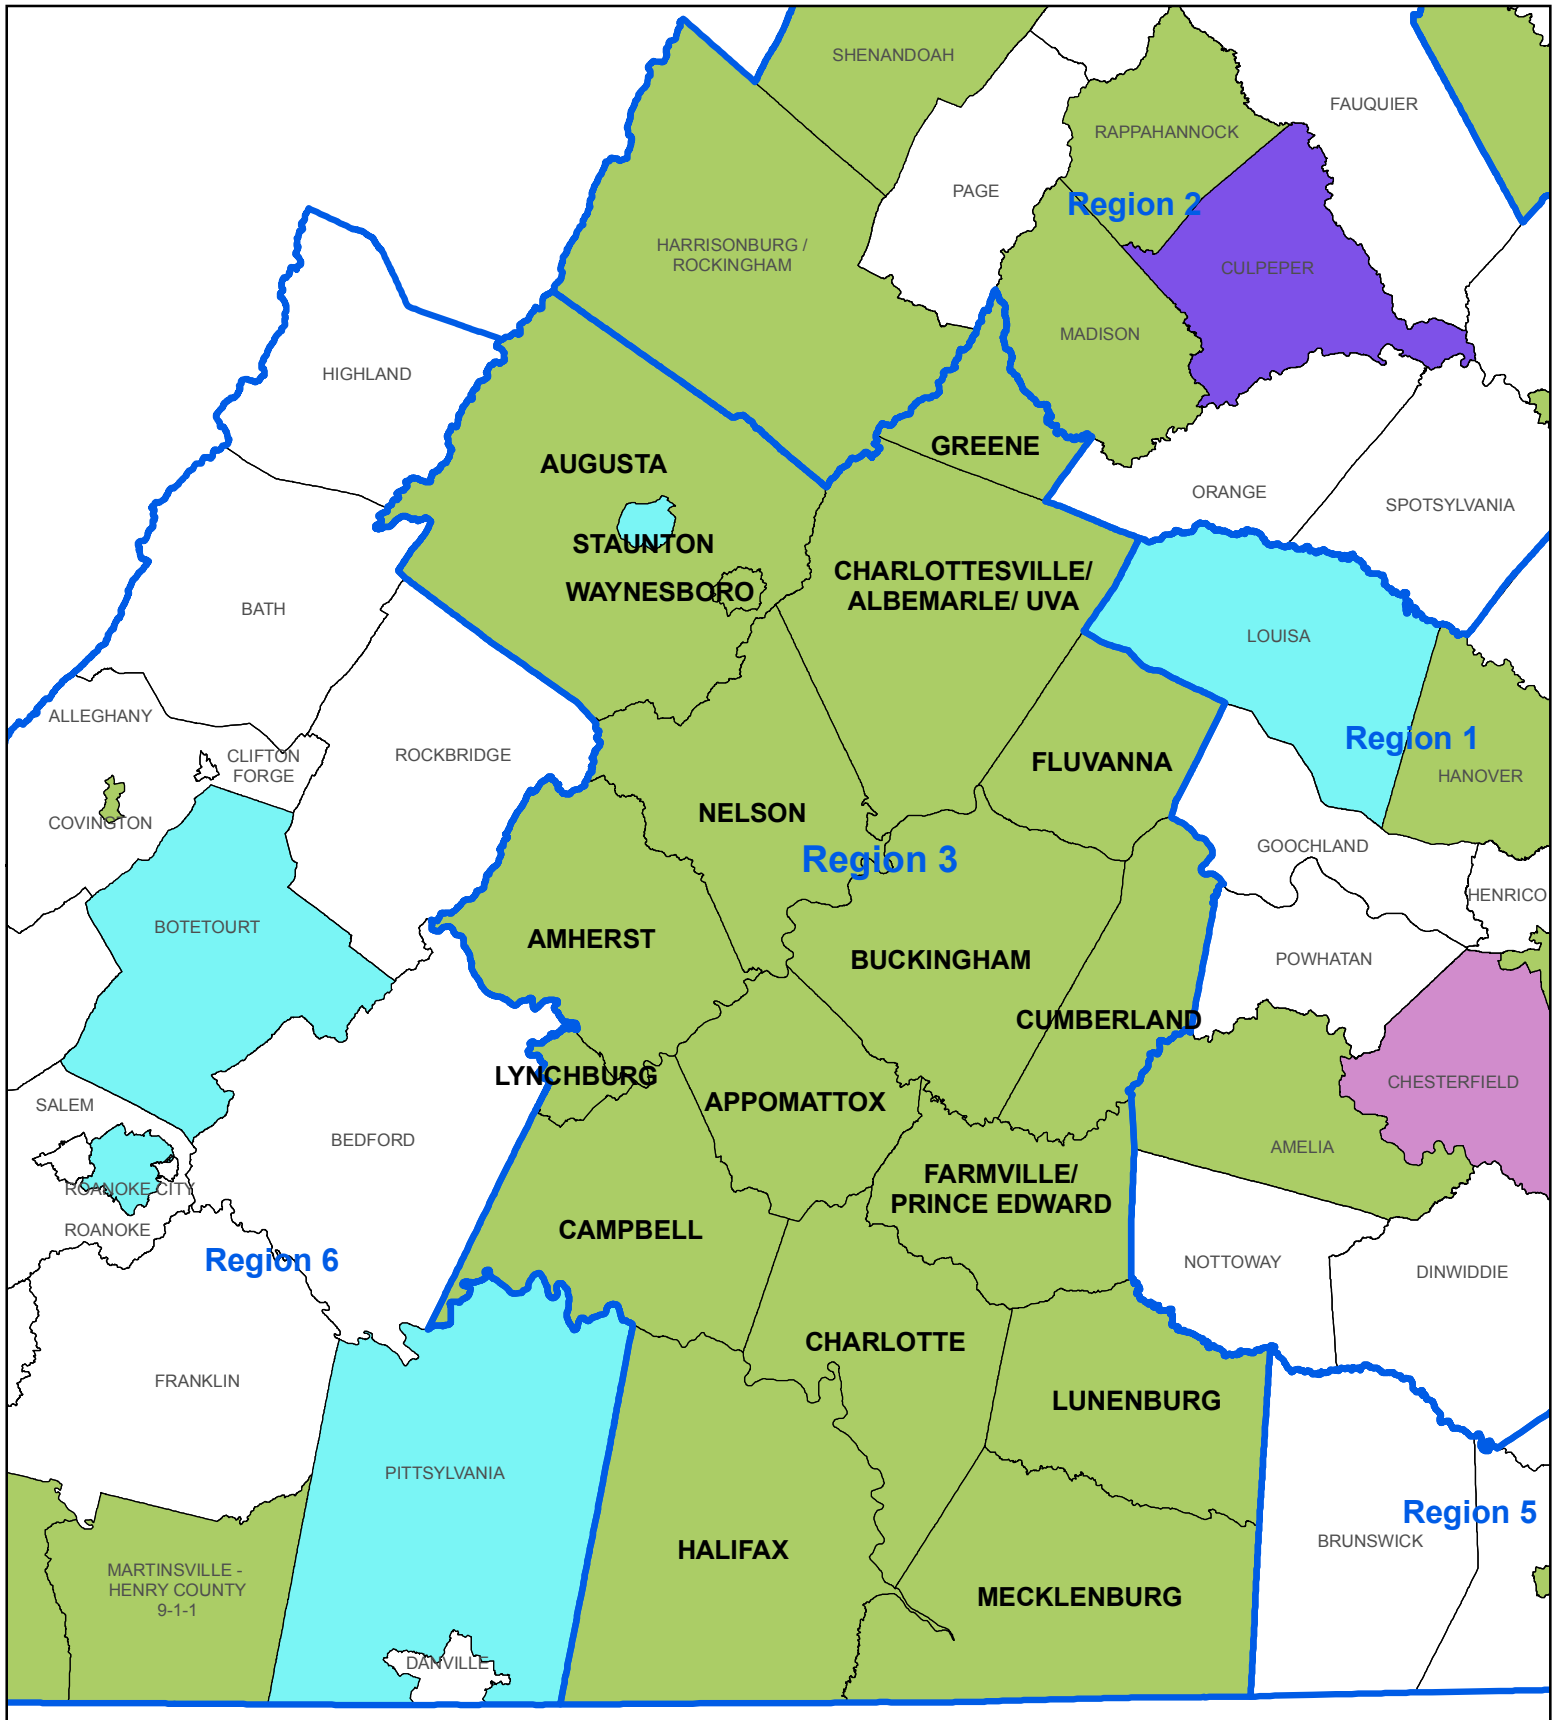 SHENANDOAH
FAUQUIER
RAPPAHANNOCK
PAGE
Region 2
HARRISONBURG /
ROCKINGHAM
CULPEPER
MADISON
HIGHLAND
GREENE
AUGUSTA
ORANGE
SPOTSYLVANIA
STAUNTON
CHARLOTTESVILLE/
ALBEMARLE/ UVA
WAYNESBORO
BATH
LOUISA
ALLEGHANY
Region 1
CLIFTON
FORGE
ROCKBRIDGE
FLUVANNA
HANOVER
NELSON
COVINGTON
GOOCHLAND
Region 3
HENRICO
BOTETOURT
AMHERST
BUCKINGHAM
POWHATAN
CUMBERLAND
LYNCHBURG
CHESTERFIELD
APPOMATTOX
SALEM
BEDFORD
AMELIA
FARMVILLE/
PRINCE EDWARD
ROANOKE CITY
ROANOKE
CAMPBELL
Region 6
NOTTOWAY
DINWIDDIE
CHARLOTTE
FRANKLIN
LUNENBURG
PITTSYLVANIA
Region 5
BRUNSWICK
HALIFAX
MARTINSVILLE -
HENRY COUNTY
9-1-1
MECKLENBURG
DANVILLE